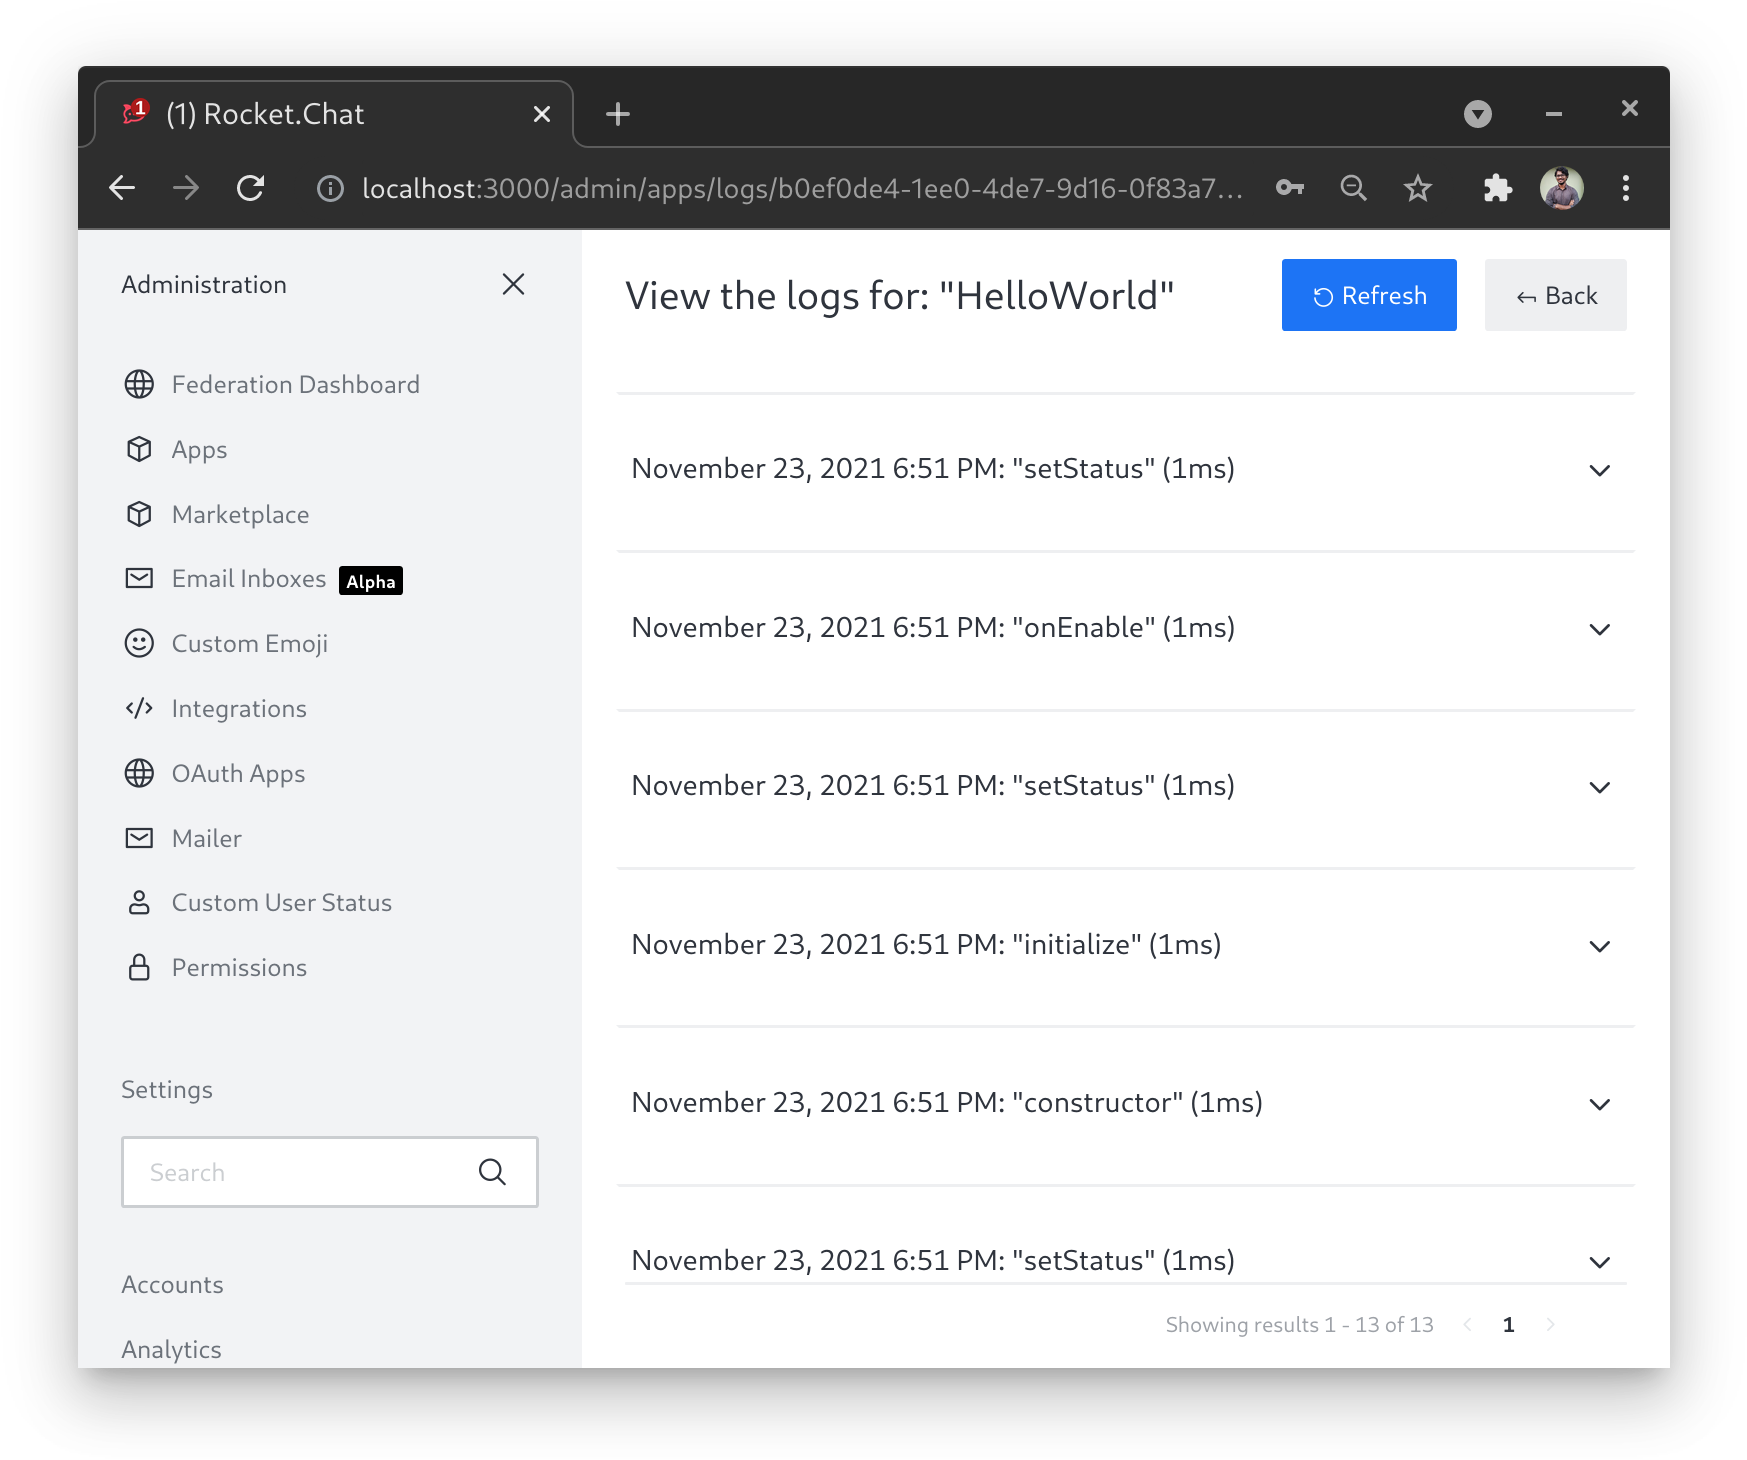 1 (1) Rocket.Chat
localhost:3000/admin/apps/logs/b0ef0de4-1ee0-4de7-9d16-0f83a7...
Administration
Federation Dashboard
Apps
Marketplace
Email Inboxes Alpha
Custom Emoji
Integrations
OAuth Apps
Mailer
Custom User Status
Permissions
Settings
Search
Accounts
Analytics
View the logs for: "HelloWorld"
Refresh
Back
November 23, 2021 6:51 PM: "setStatus" (1ms)
November 23, 2021 6:51 PM: "onEnable" (1ms)
November 23, 2021 6:51 PM: "setStatus" (1ms)
November 23, 2021 6:51 PM: "initialize" (1ms)
November 23, 2021 6:51 PM: "constructor" (1ms)
November 23, 2021 6:51 PM: "setStatus" (1ms)
Showing results 1 - 13 of 13 1